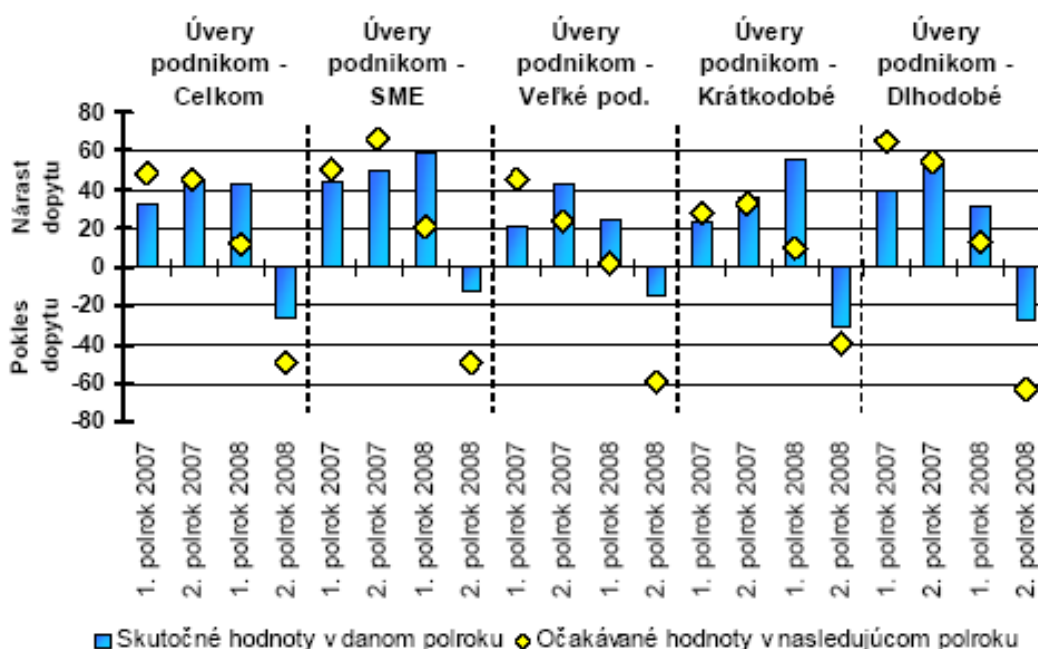 Úvery podnikom - Celkom
Úvery podnikom - SME
Úvery podnikom - Veľké pod.
Úvery podnikom - Krátkodobé
Úvery podnikom - Dlhodobé
Nárast dopytu
Pokles dopytu
80
60
40
20
0
-20
-40
-60
-80
1. polrok 2007
2. polrok 2007
1. polrok 2008
2. polrok 2008
1. polrok 2007
2. polrok 2007
1. polrok 2008
2. polrok 2008
1. polrok 2007
2. polrok 2007
1. polrok 2008
2. polrok 2008
1. polrok 2007
2. polrok 2007
1. polrok 2008
2. polrok 2008
1. polrok 2007
2. polrok 2007
1. polrok 2008
2. polrok 2008
Skutočné hodnoty v danom polroku
Očakávané hodnoty v nasledujúcom polroku